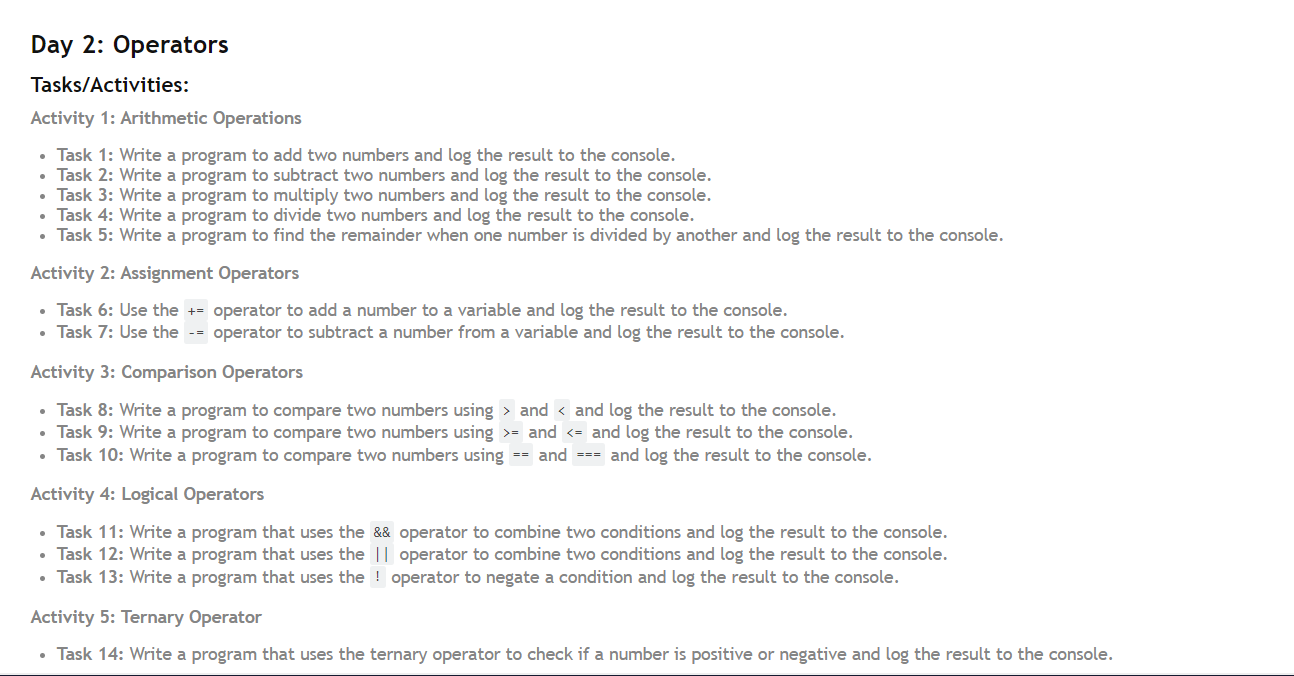 Day 2: Operators
Tasks/Activities:
Activity 1: Arithmetic Operations
• Task 1: Write a program to add two numbers and log the result to the console.
• Task 2: Write a program to subtract two numbers and log the result to the console.
• Task 3: Write a program to multiply two numbers and log the result to the console.
• Task 4: Write a program to divide two numbers and log the result to the console.
• Task 5: Write a program to find the remainder when one number is divided by another and log the result to the console.
Activity 2: Assignment Operators
• Task 6: Use the += operator to add a number to a variable and log the result to the console.
• Task 7: Use the -= operator to subtract a number from a variable and log the result to the console.
Activity 3: Comparison Operators
• Task 8: Write a program to compare two numbers using > and < and log the result to the console.
• Task 9: Write a program to compare two numbers using >= and <= and log the result to the console.
• Task 10: Write a program to compare two numbers using == and === and log the result to the console.
Activity 4: Logical Operators
• Task 11: Write a program that uses the && operator to combine two conditions and log the result to the console.
• Task 12: Write a program that uses the || operator to combine two conditions and log the result to the console.
• Task 13: Write a program that uses the ! operator to negate a condition and log the result to the console.
Activity 5: Ternary Operator
• Task 14: Write a program that uses the ternary operator to check if a number is positive or negative and log the result to the console.